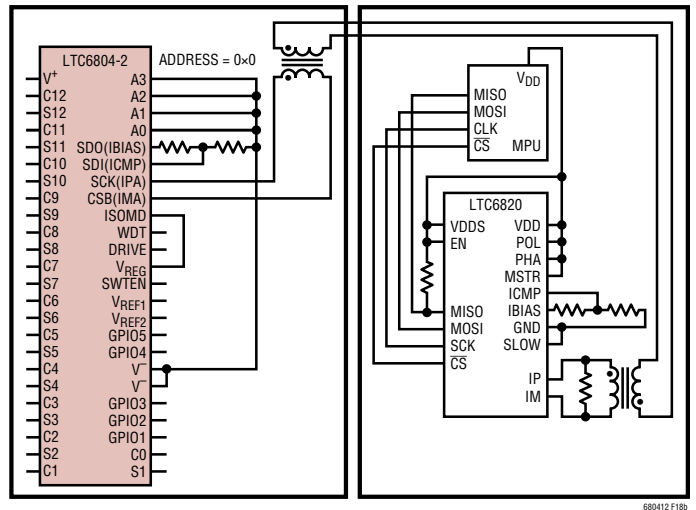 LTC6804-2
ADDRESS = 0×0
V+
C12
S12
C11
S11
C10
S10
C9
S9
C8
S8
C7
S7
C6
S6
C5
S5
C4
S4
C3
S3
C2
S2
C1
A3
A2
A1
A0
SDO(IBIAS)
SDI(ICMP)
SCK(IPA)
CSB(IMA)
ISOMD
WDT
DRIVE
VREG
SWTEN
VREF1
VREF2
GPIO5
GPIO4
V–
V–
GPIO3
GPIO2
GPIO1
C0
S1
VDD
MISO
MOSI
CLK
CS
MPU
LTC6820
VDDS
EN
MISO
MOSI
SCK
CS
VDD
POL
PHA
MSTR
ICMP
IBIAS
GND
SLOW
IP
IM
680412 F18b